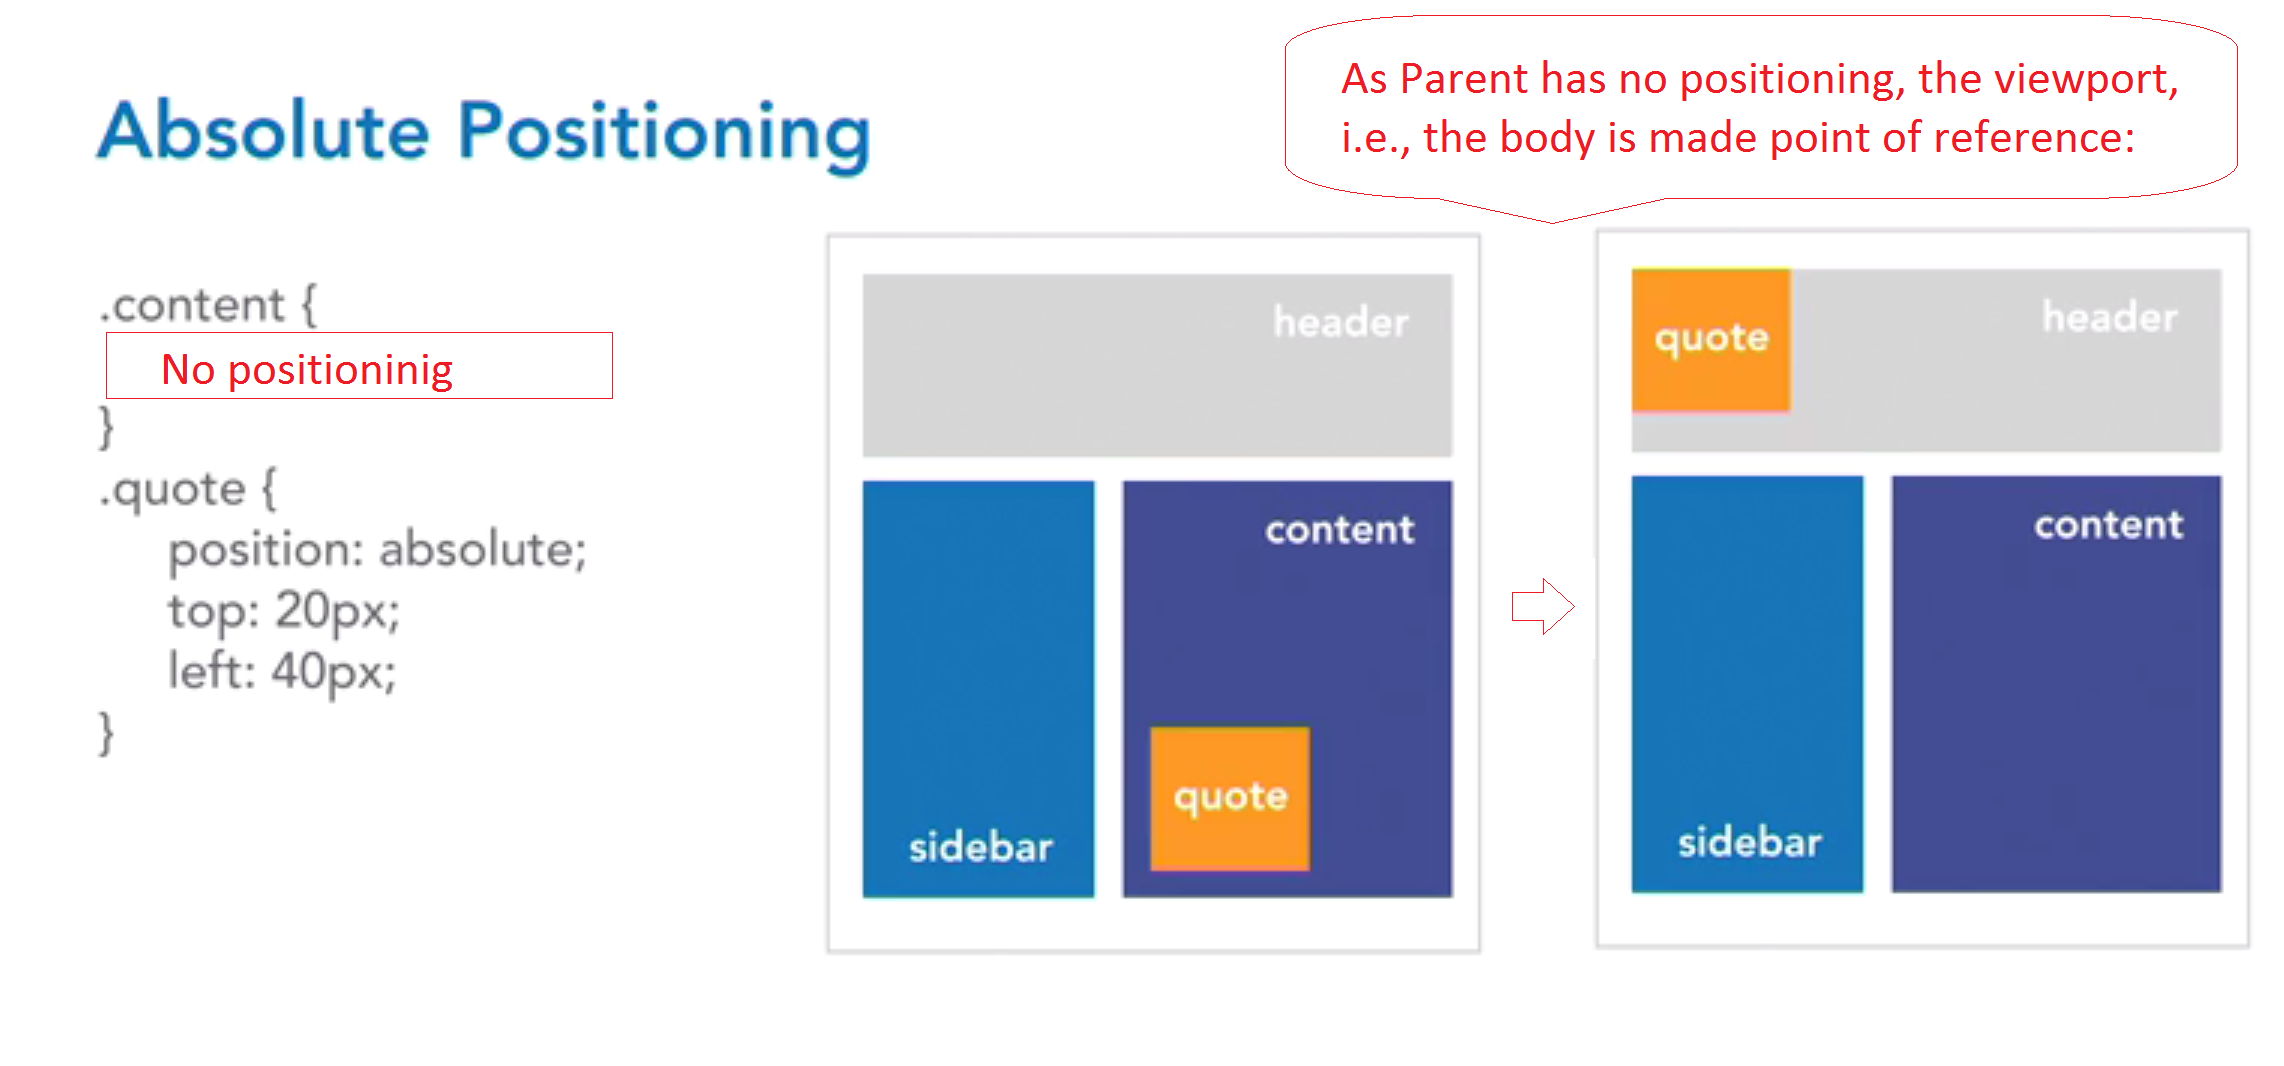 As Parent has no positioning, the viewport,
i.e., the body is made point of reference:
Absolute Positioning
.content {
No positioninig
}
.quote {
position: absolute;
top: 20px;
left: 40px;
}
header
content
quote
sidebar
quote
header
content
sidebar